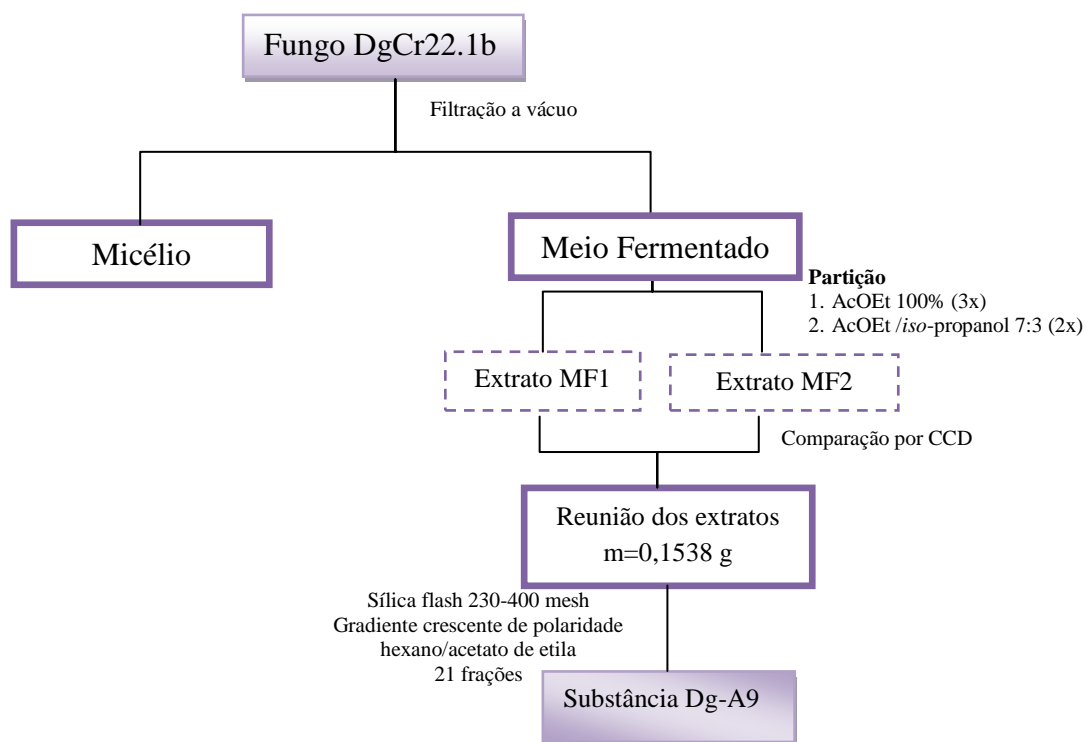 Fungo DgCr22.1b
Filtração a vácuo
Micélio
Meio Fermentado
Partição
1. AcOEt 100% (3x)
2. AcOEt /iso-propanol 7:3 (2x)
Extrato MF1
Extrato MF2
Comparação por CCD
Reunião dos extratos
m=0,1538 g
Sílica flash 230-400 mesh
Gradiente crescente de polaridade
hexano/acetato de etila
21 frações
Substância Dg-A9